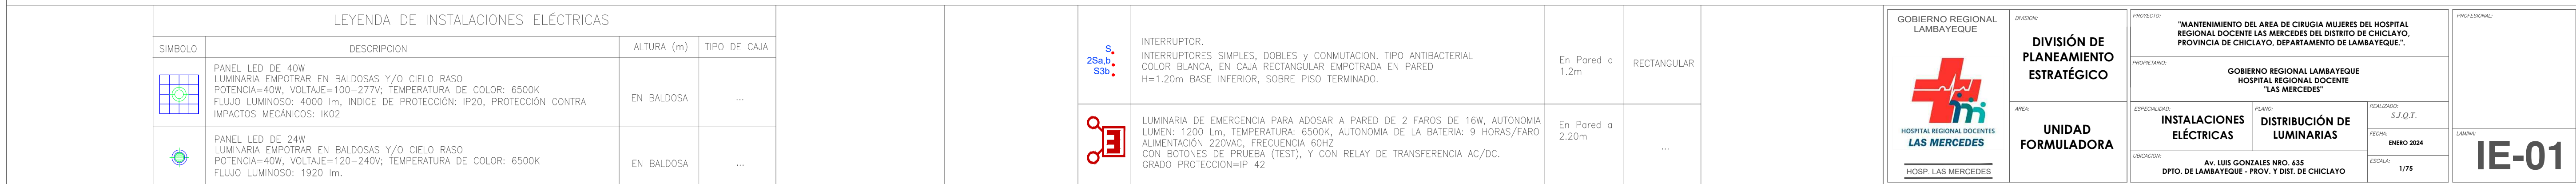 LEYENDA DE INSTALACIONES ELÉCTRICAS
SIMBOLO
DESCRIPCION
ALTURA (m)
TIPO DE CAJA
PANEL LED DE 40W
LUMINARIA EMPOTRAR EN BALDOSAS Y/O CIELO RASO
POTENCIA=40W, VOLTAJE=100-277V; TEMPERATURA DE COLOR: 6500K
FLUJO LUMINOSO: 4000 lm, INDICE DE PROTECCIÓN: IP20, PROTECCIÓN CONTRA
IMPACTOS MECÁNICOS: IK02
EN BALDOSA
...
PANEL LED DE 24W
LUMINARIA EMPOTRAR EN BALDOSAS Y/O CIELO RASO
POTENCIA=40W, VOLTAJE=120-240V; TEMPERATURA DE COLOR: 6500K
FLUJO LUMINOSO: 1920 lm.
EN BALDOSA
...
S
2Sa,b
S3b
INTERRUPTOR.
INTERRUPTORES SIMPLES, DOBLES y CONMUTACION. TIPO ANTIBACTERIAL
COLOR BLANCA, EN CAJA RECTANGULAR EMPOTRADA EN PARED
H=1.20m BASE INFERIOR, SOBRE PISO TERMINADO.
En Pared a
1.2m
RECTANGULAR
E
LUMINARIA DE EMERGENCIA PARA ADOSAR A PARED DE 2 FAROS DE 16W, AUTONOMIA
LUMEN: 1200 Lm, TEMPERATURA: 6500K, AUTONOMIA DE LA BATERIA: 9 HORAS/FARO
ALIMENTACIÓN 220VAC, FRECUENCIA 60HZ
CON BOTONES DE PRUEBA (TEST), Y CON RELAY DE TRANSFERENCIA AC/DC.
GRADO PROTECCION=IP 42
En Pared a
2.20m
...
GOBIERNO REGIONAL
LAMBAYEQUE
HOSPITAL REGIONAL DOCENTES
LAS MERCEDES
HOSP. LAS MERCEDES
DIVISION:
DIVISIÓN DE
PLANEAMIENTO
ESTRATÉGICO
AREA:
UNIDAD
FORMULADORA
PROYECTO:
"MANTENIMIENTO DEL AREA DE CIRUGIA MUJERES DEL HOSPITAL
REGIONAL DOCENTE LAS MERCEDES DEL DISTRITO DE CHICLAYO,
PROVINCIA DE CHICLAYO, DEPARTAMENTO DE LAMBAYEQUE.".
PROPIETARIO:
GOBIERNO REGIONAL LAMBAYEQUE
HOSPITAL REGIONAL DOCENTE
"LAS MERCEDES"
ESPECIALIDAD:
INSTALACIONES
ELÉCTRICAS
PLANO:
DISTRIBUCIÓN DE
LUMINARIAS
REALIZADO:
S.J.Q.T.
FECHA:
ENERO 2024
UBICACION:
Av. LUIS GONZALES NRO. 635
DPTO. DE LAMBAYEQUE - PROV. Y DIST. DE CHICLAYO
ESCALA:
1/75
PROFESIONAL:
LAMINA:
IE-01